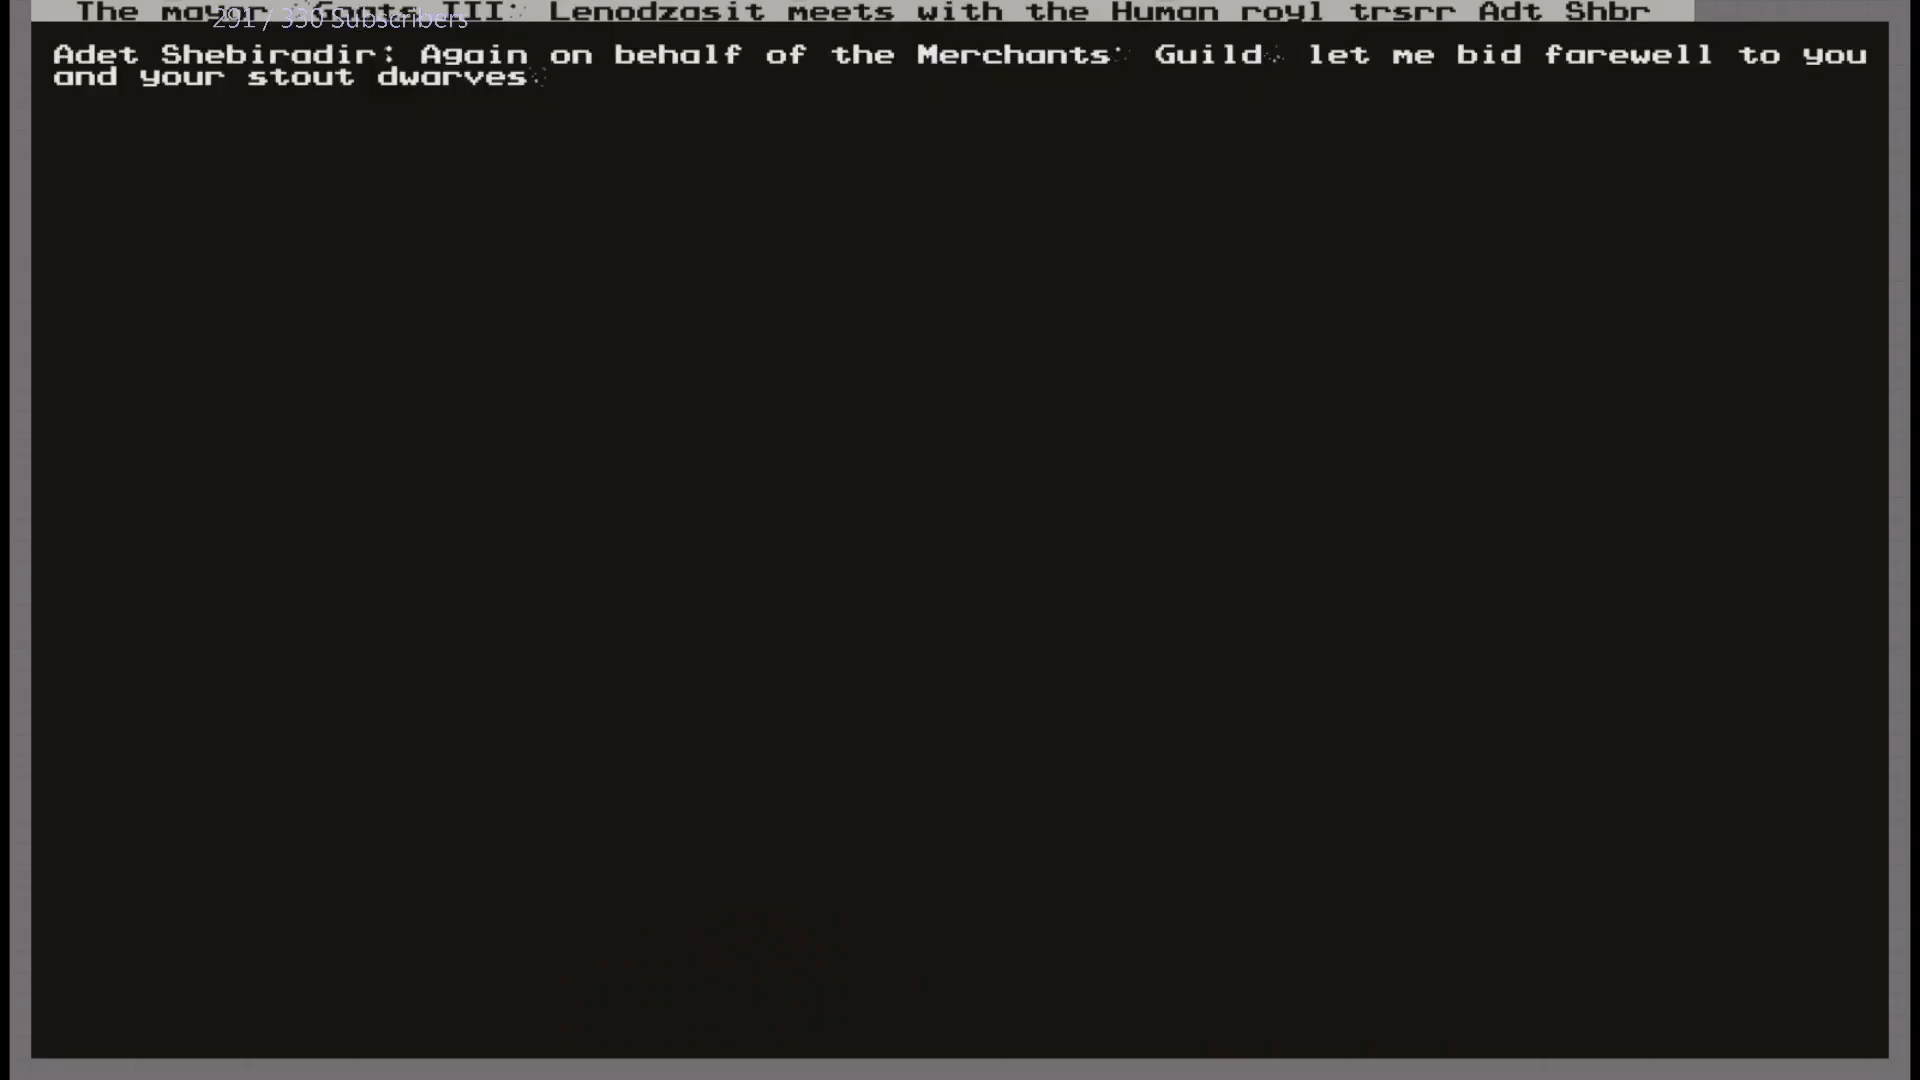 The mayor Goats III: Lenodzasit meets with the Human royl trsrr Adt Shbr
291 / 330 Subscribers
Adet Shebiradir: Again on behalf of the Merchants' Guild, let me bid farewell to you
and your stout dwarves.